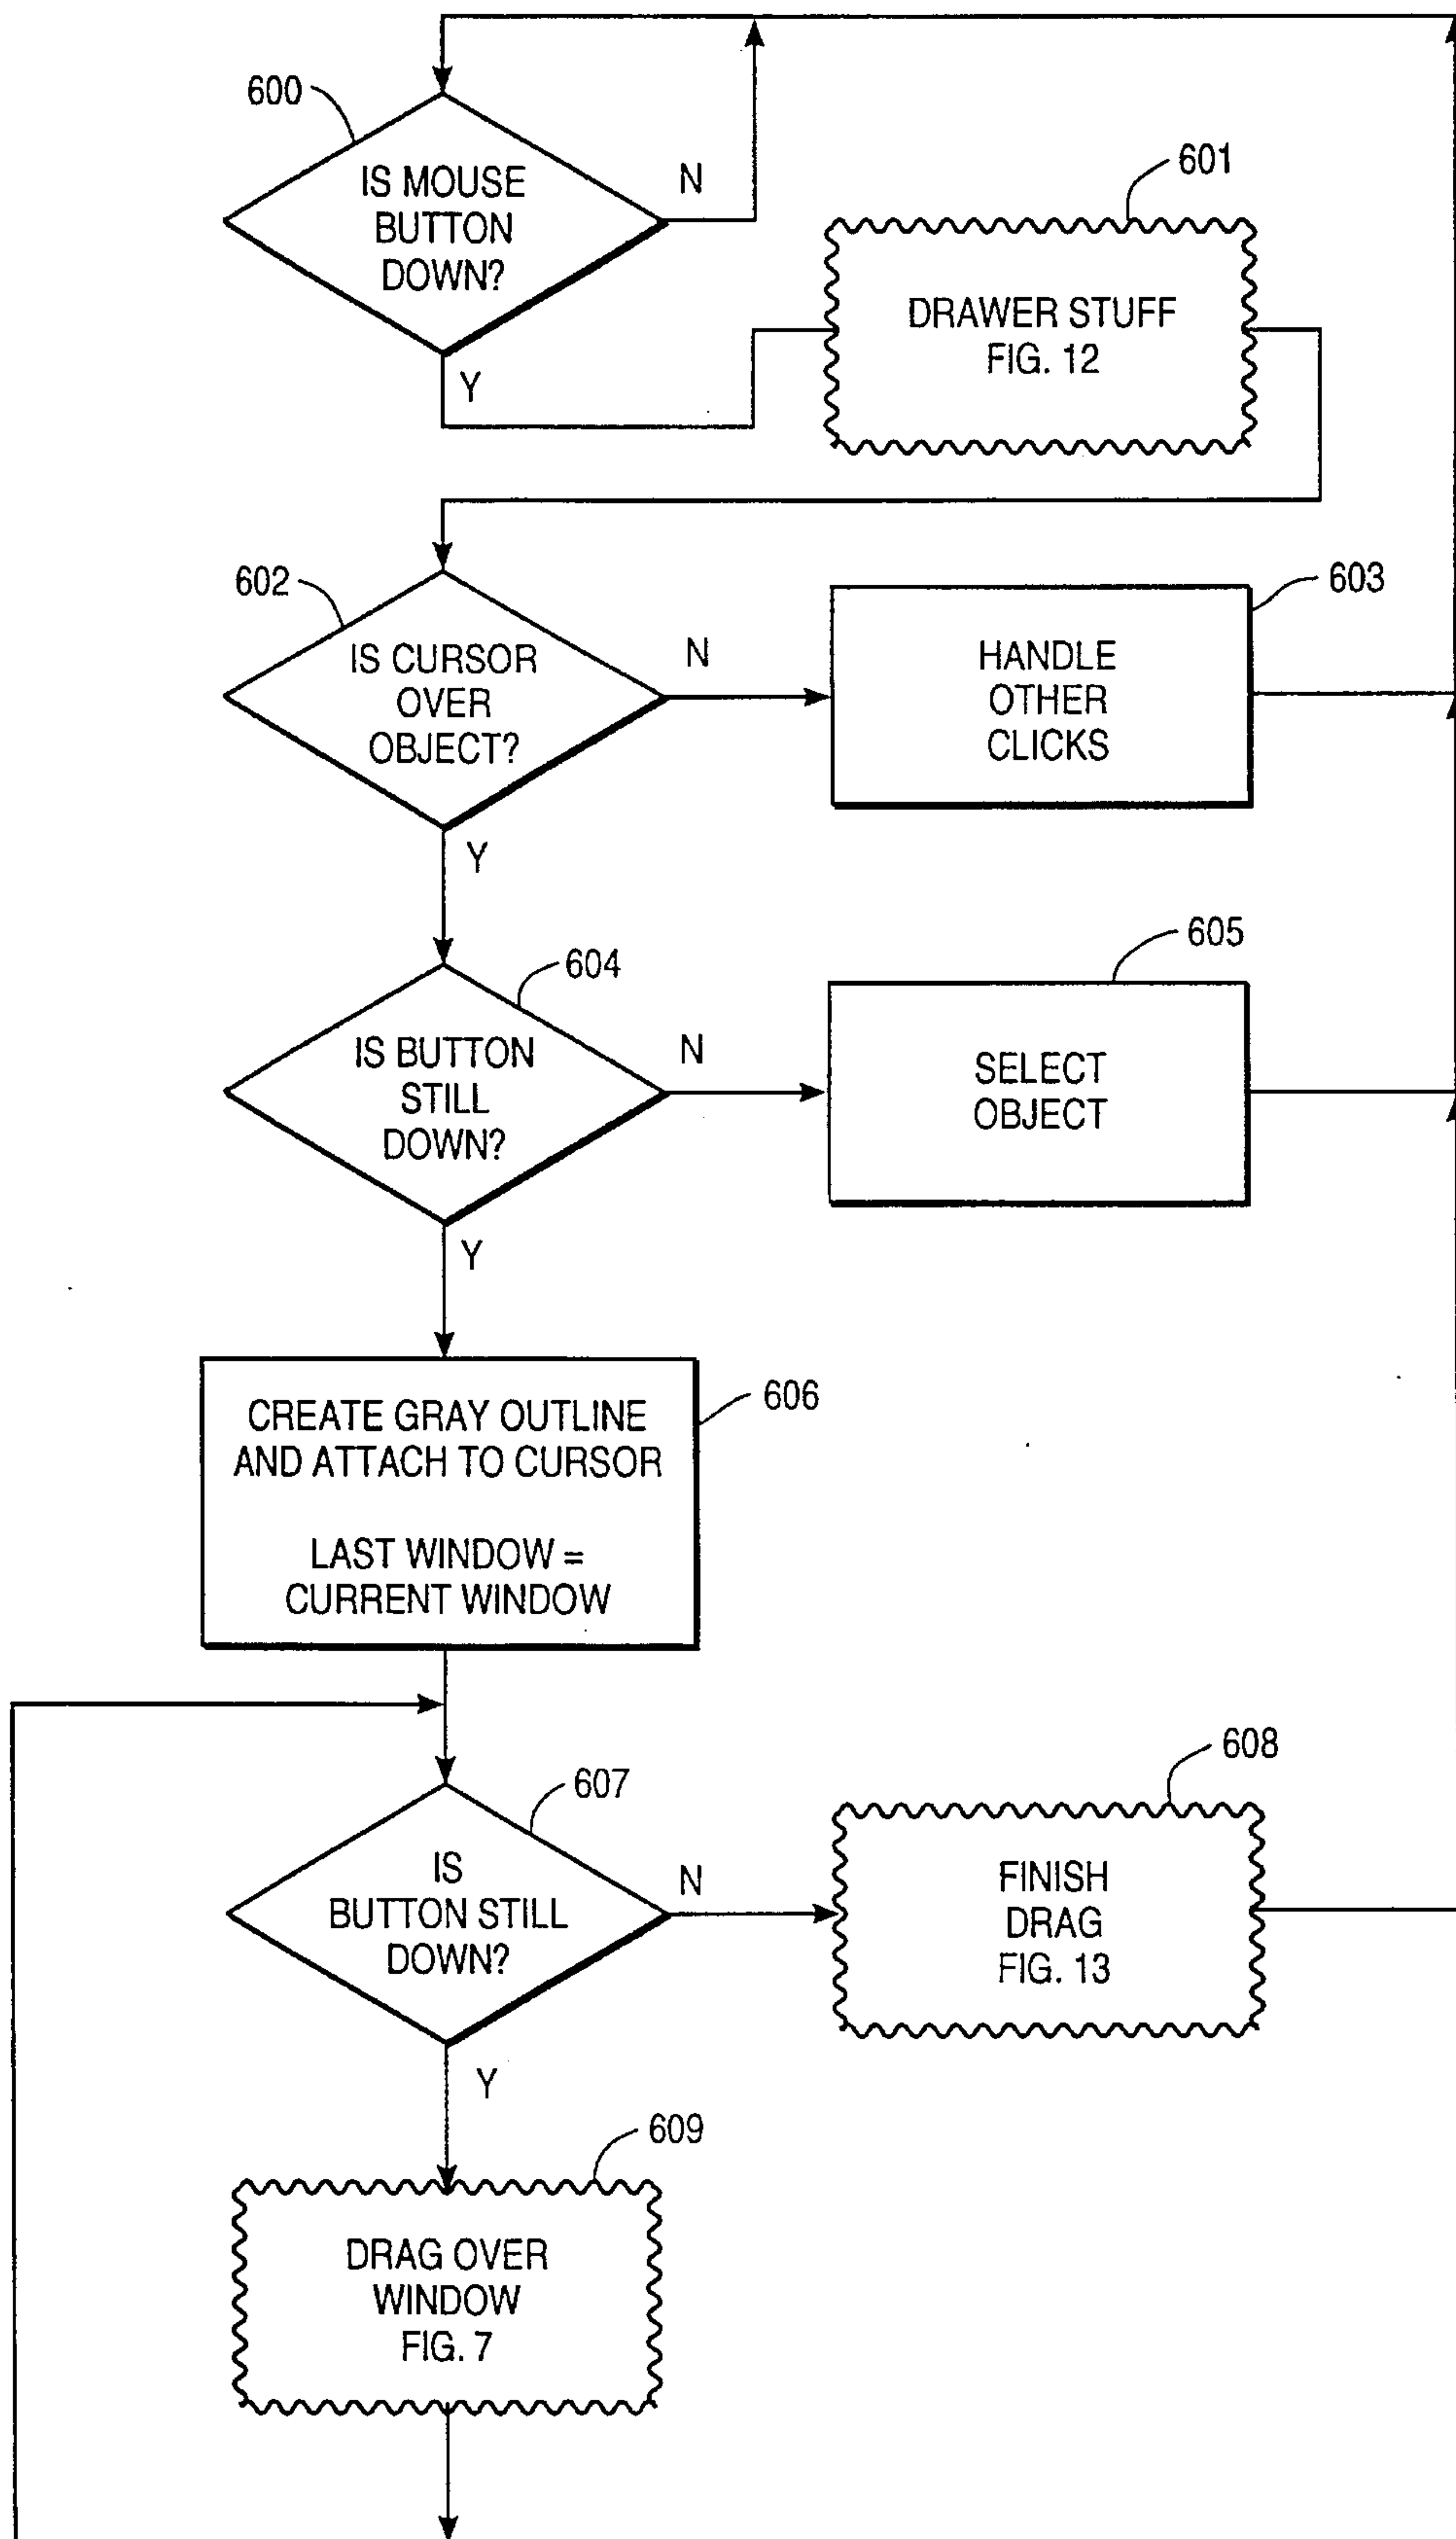 600
IS MOUSE
BUTTON
DOWN?
N
Y
601
DRAWER STUFF
FIG. 12
602
IS CURSOR
OVER
OBJECT?
N
Y
603
HANDLE
OTHER
CLICKS
604
IS BUTTON
STILL
DOWN?
N
Y
605
SELECT
OBJECT
606
CREATE GRAY OUTLINE
AND ATTACH TO CURSOR
LAST WINDOW =
CURRENT WINDOW
607
IS
BUTTON STILL
DOWN?
N
Y
608
FINISH
DRAG
FIG. 13
609
DRAG OVER
WINDOW
FIG. 7